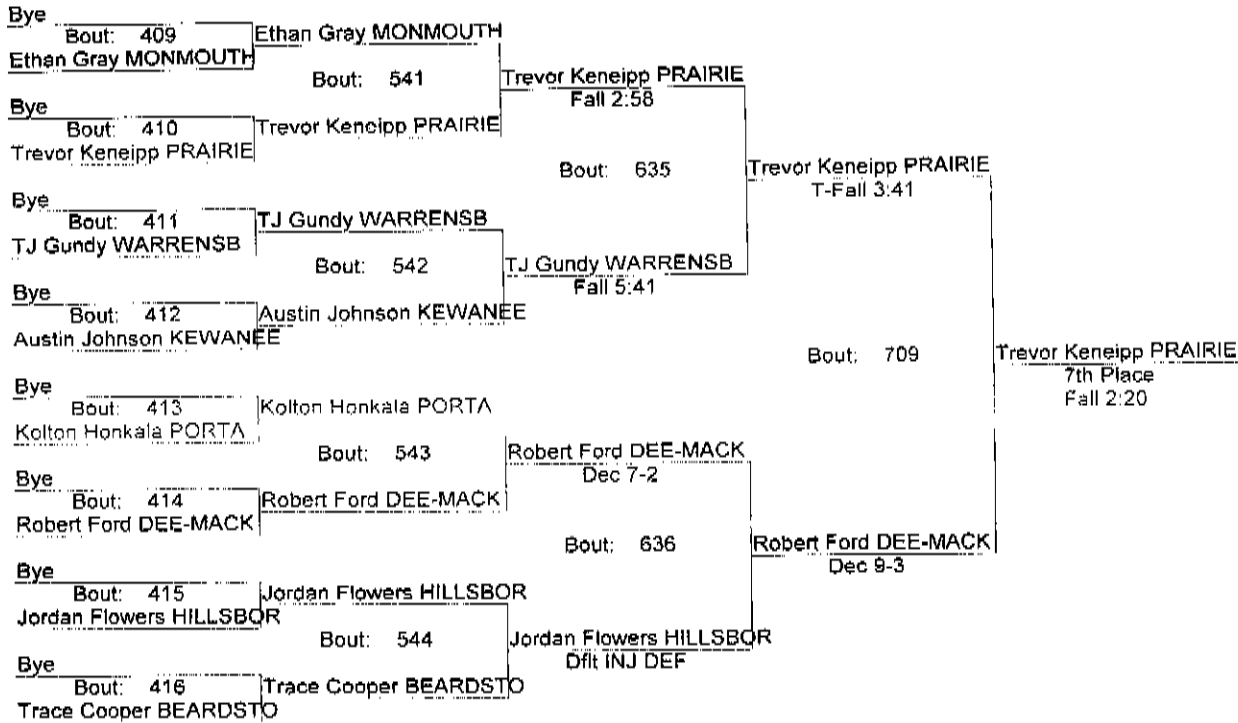 Bye
Bout: 409
Ethan Gray MONMOUTH
Ethan Gray MONMOUTH
Bout: 541
Bye
Bout: 410
Trevor Keneipp PRAIRIE
Trevor Keneipp PRAIRIE
Trevor Keneipp PRAIRIE
Fall 2:58
Bout: 635
Bye
Bout: 411
TJ Gundy WARRENSB
TJ Gundy WARRENSB
Bout: 542
Bye
Bout: 412
Austin Johnson KEWANEE
Austin Johnson KEWANEE
TJ Gundy WARRENSB
Fall 5:41
Trevor Keneipp PRAIRIE
T-Fall 3:41
Bout: 709
Bye
Bout: 413
Kolton Honkala PORTA
Kolton Honkala PORTA
Bout: 543
Bye
Bout: 414
Robert Ford DEE-MACK
Robert Ford DEE-MACK
Robert Ford DEE-MACK
Dec 7-2
Bout: 636
Bye
Bout: 415
Jordan Flowers HILLSBOR
Jordan Flowers HILLSBOR
Bout: 544
Bye
Bout: 416
Trace Cooper BEARDSTO
Trace Cooper BEARDSTO
Jordan Flowers HILLSBOR
Dflt INJ DEF
Robert Ford DEE-MACK
Dec 9-3
Trevor Keneipp PRAIRIE
7th Place
Fall 2:20